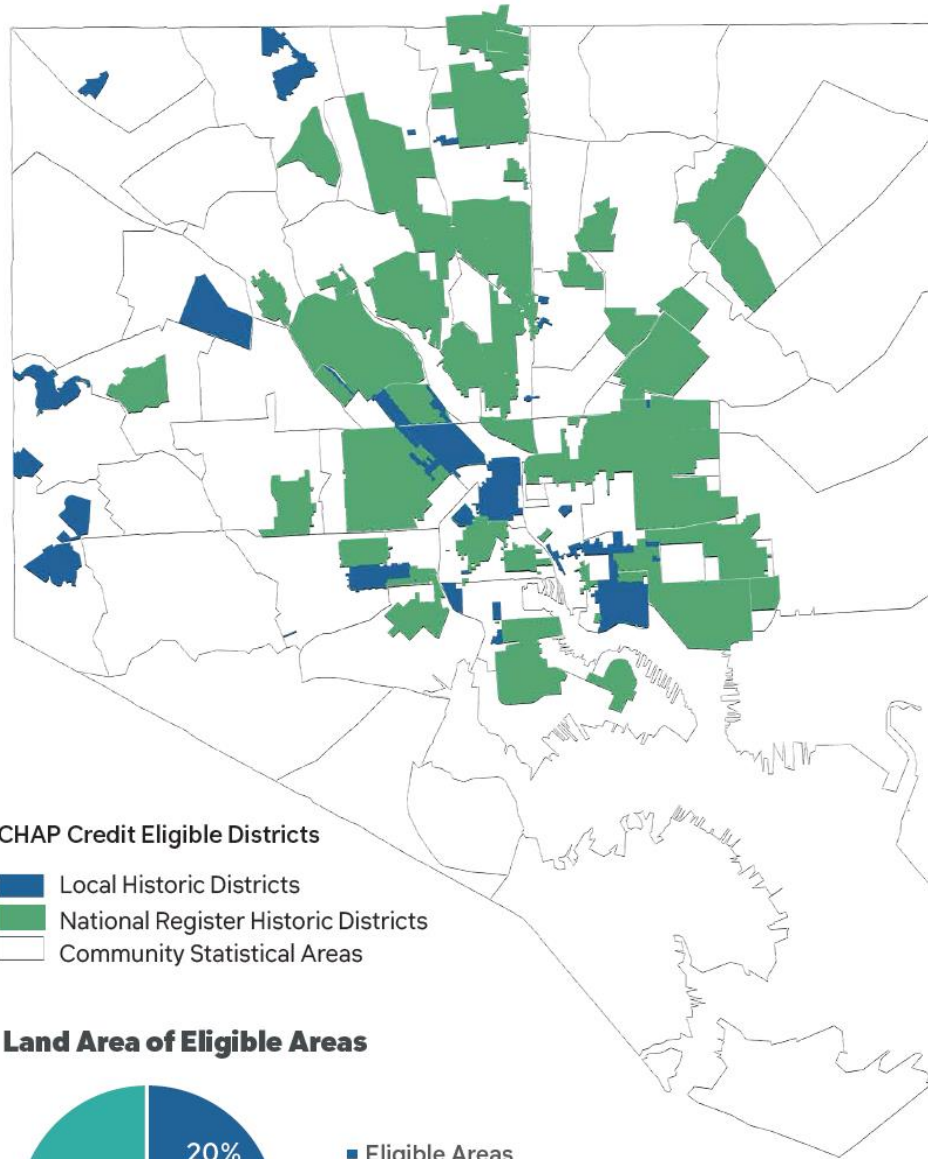 CHAP Credit Eligible Districts
Local Historic Districts
National Register Historic Districts
Community Statistical Areas
Land Area of Eligible Areas
20%
Eligible Areas